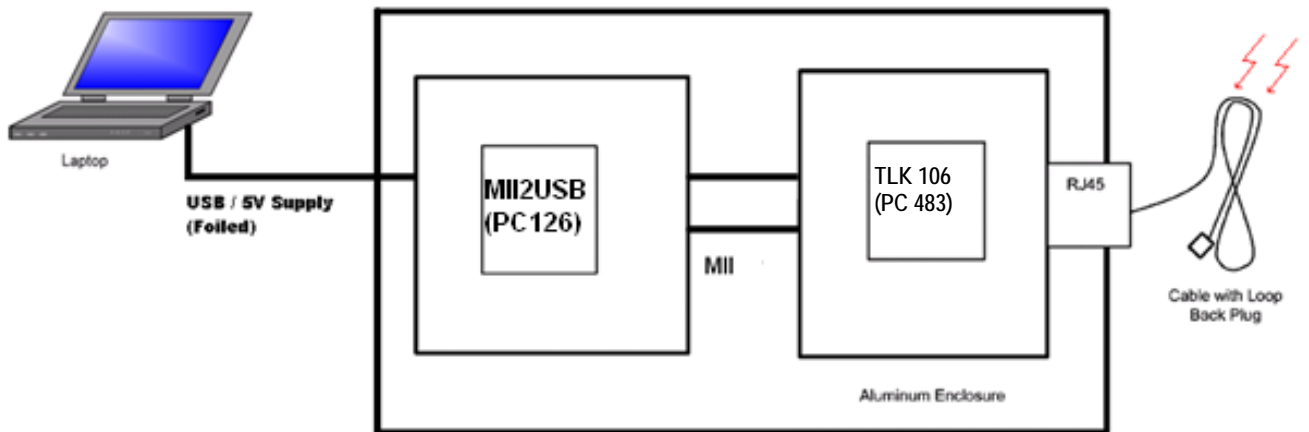 Laptop
USB / 5V Supply
(Foiled)
MII2USB
(PC126)
MII
TLK 106
(PC 483)
RJ45
Cable with Loop
Back Plug
Aluminum Enclosure